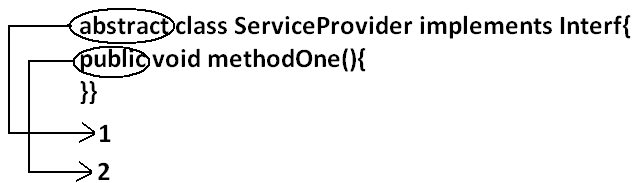 abstract class ServiceProvider implements Interf{
public void methodOne(){
}}
1
2